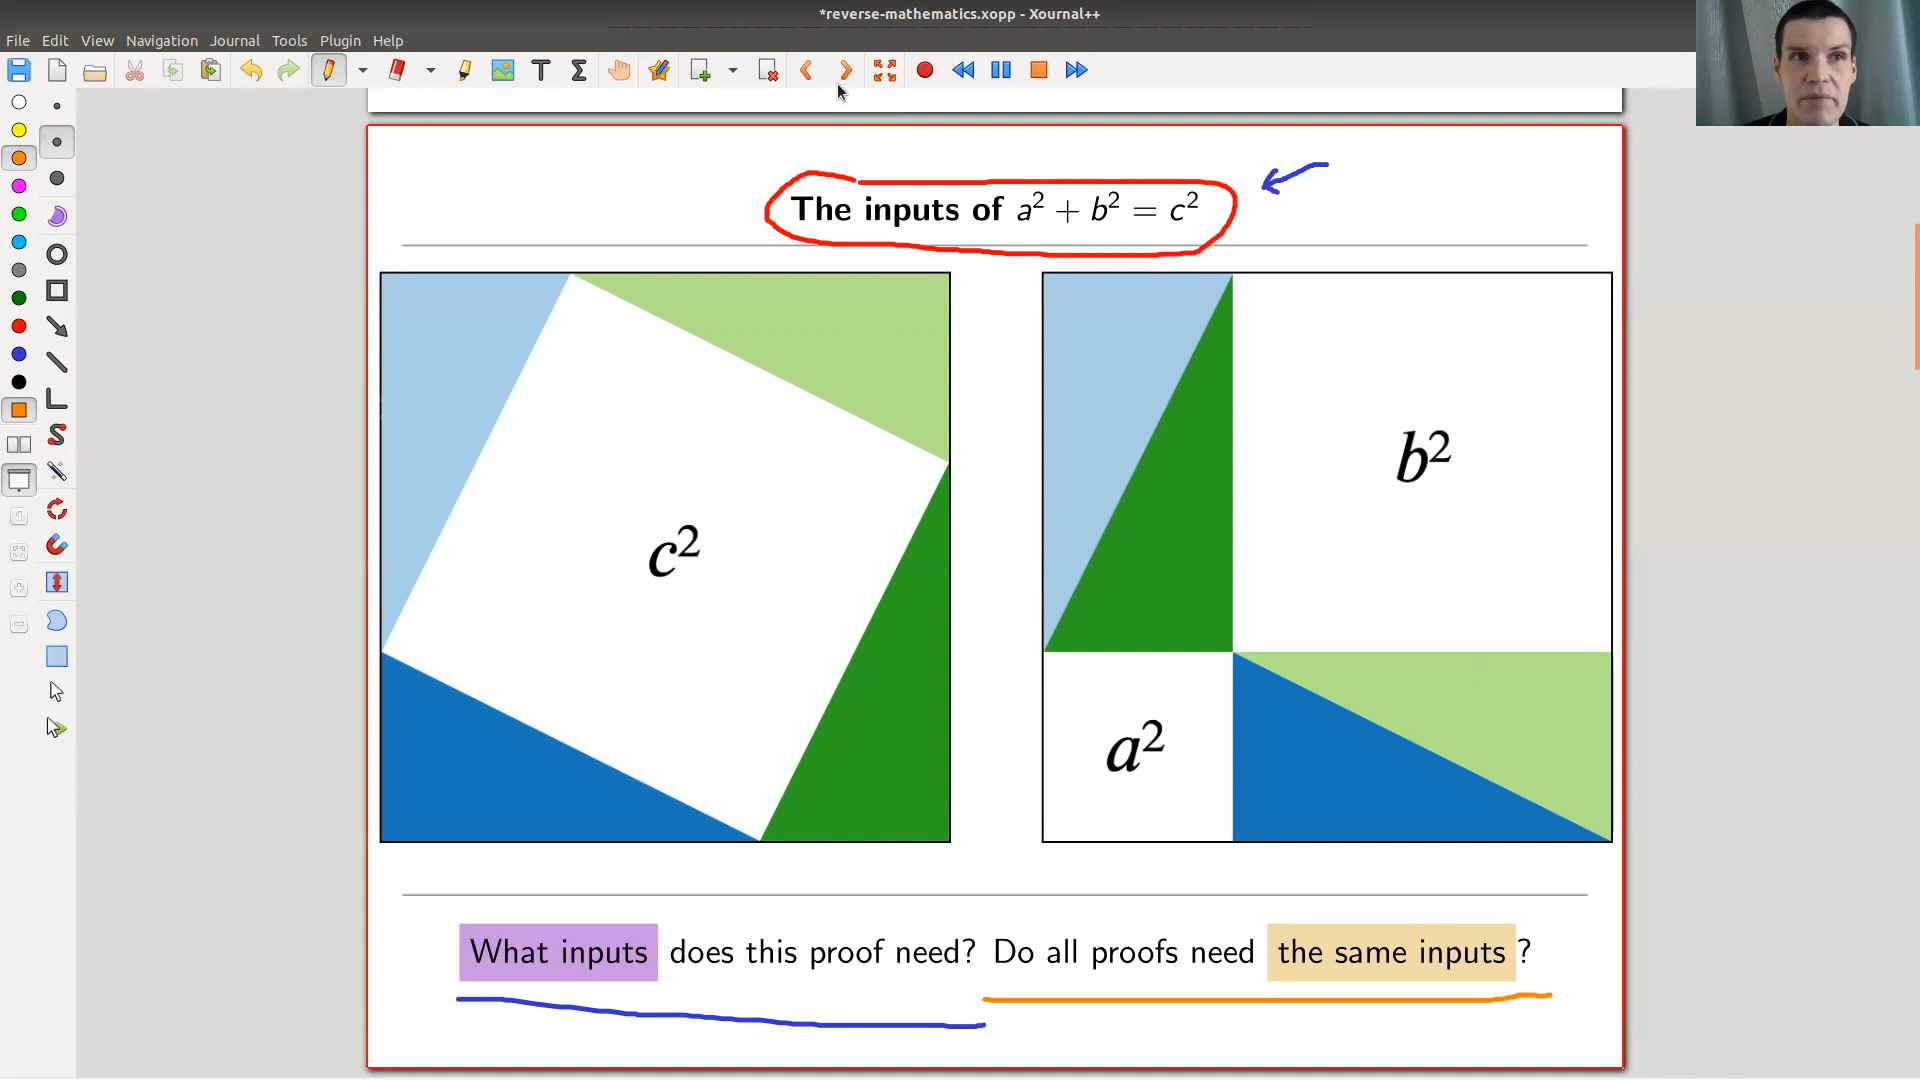 *reverse-mathematics.xopp - Xournal++
File Edit View Navigation Journal Tools Plugin Help
The inputs of a² + b² = c²
c²
b²
a²
What inputs does this proof need? Do all proofs need the same inputs?